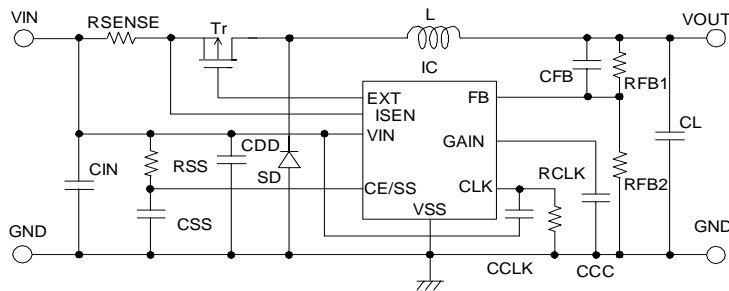 VIN
RSENSE
Tr
L
VOUT
IC
CFB
RFB1
EXT
FB
ISEN
VIN
CL
CDD
GAIN
CIN
RSS
SD
RCLK
RFB2
CE/SS
CLK
CSS
VSS
GND
GND
CCLK
CCC